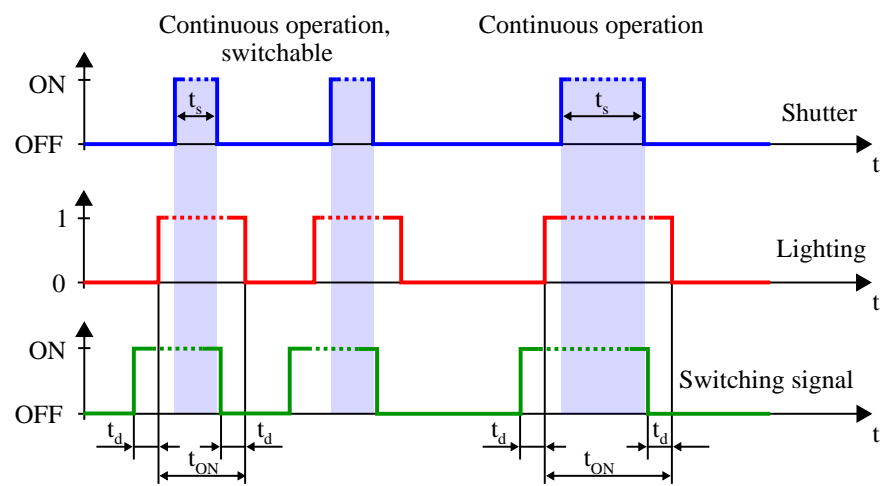 Continuous operation,
switchable
Continuous operation
ON
t_s
t_s
Shutter
OFF
t
1
Lighting
0
t
ON
Switching signal
OFF
t_d
t_d
t_d
t_d
t
t_ON
t_ON